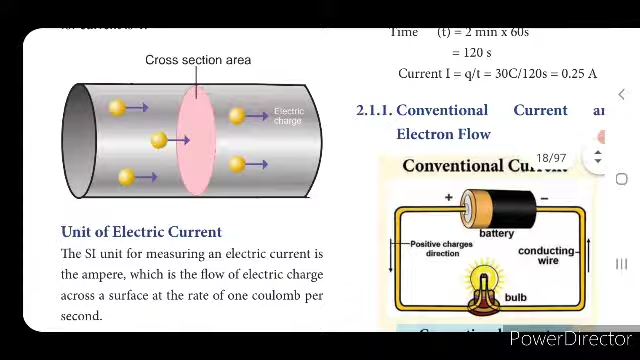 Cross section area
Electric
charge
Unit of Electric Current
The SI unit for measuring an electric current is
the ampere, which is the flow of electric charge
across a surface at the rate of one coulomb per
second.
Time (t) = 2 min x 60s
= 120 s
Current I = q/t = 30C/120s = 0.25 A
2.1.1. Conventional Current
Electron Flow
18/97
Conventional
+ −
battery
Positive charges
direction
conducting
wire
bulb
PowerDirector